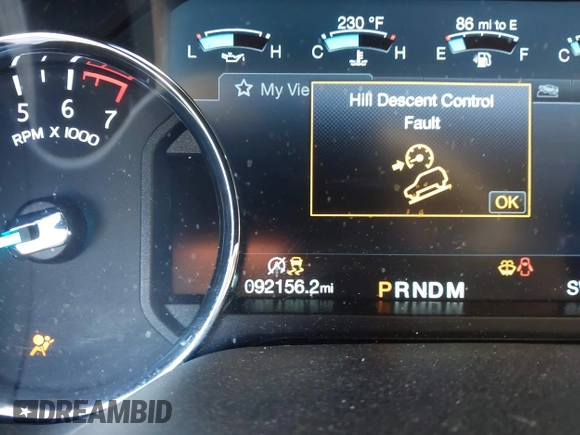 230 °F
86 mi to E
L H
C H
E F
C
My Vie
Hill Descent Control
Fault
OK
5 6 7
RPM X 1000
092156.2mi
PRNDM
S
DREAMBID